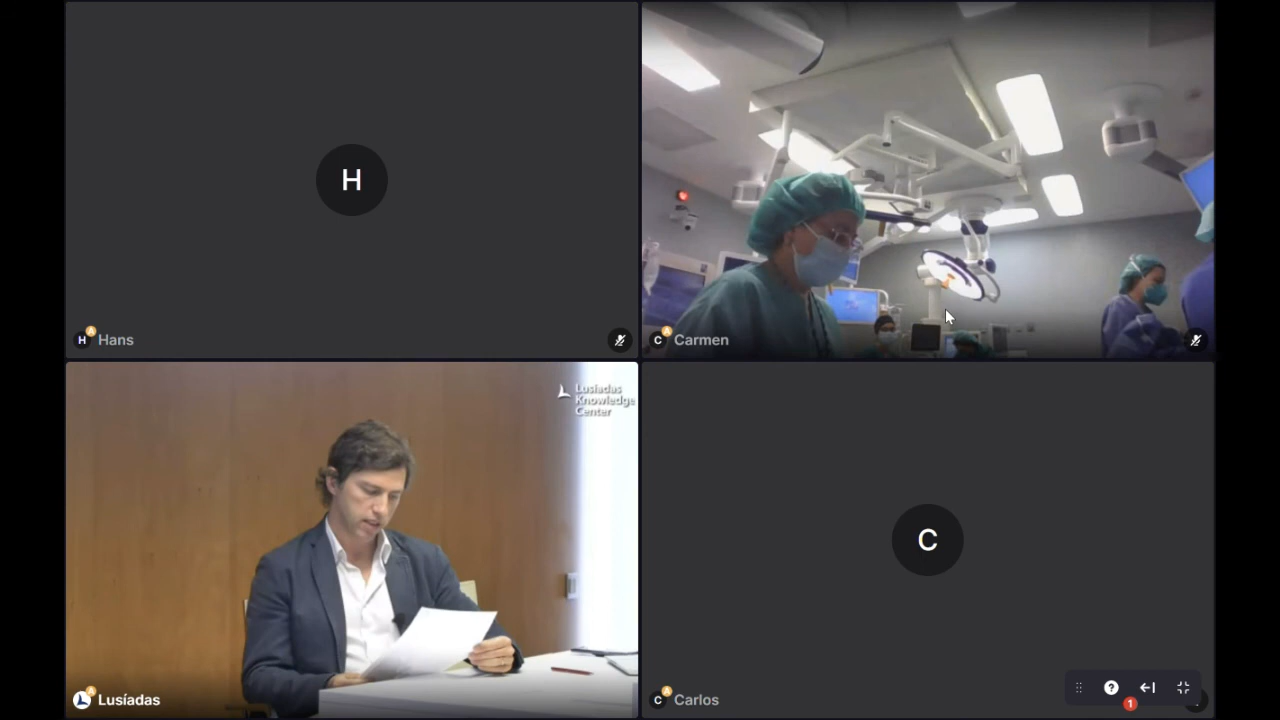 H
H Hans
C Carmen
Lusíadas
Knowledge
Center
Lusíadas
C
C Carlos
1